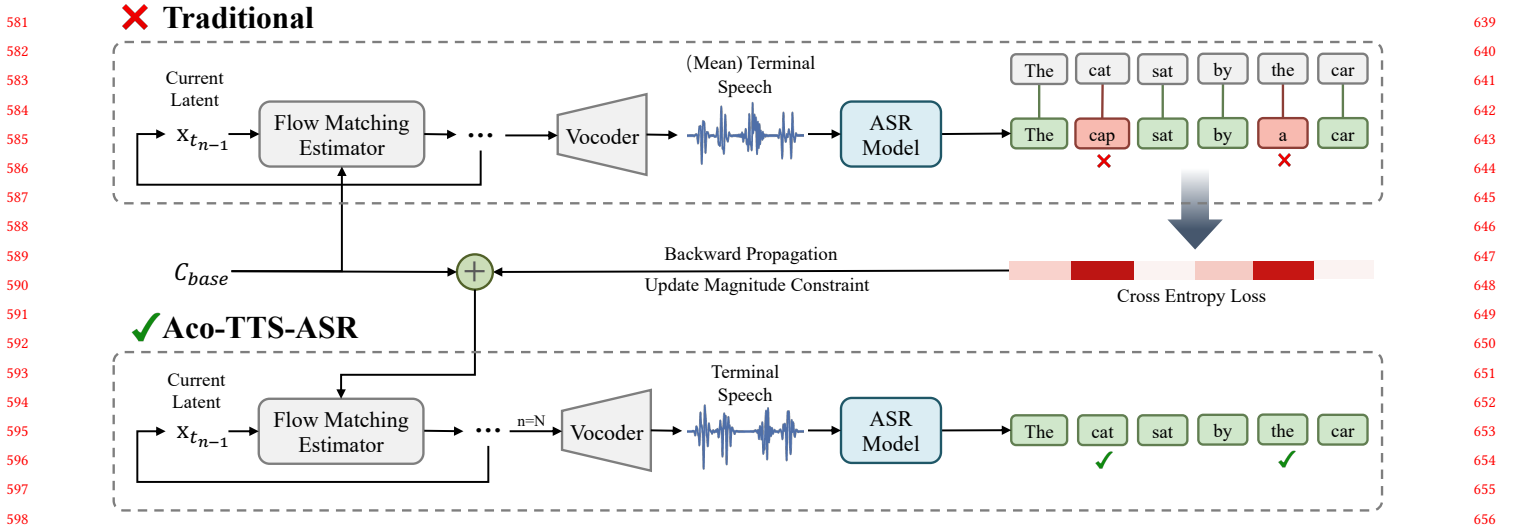 581
582
583
584
585
586
587
588
589
590
591
592
593
594
595
596
597
598
Traditional
Current
Latent
x_{t_{n-1}}
Flow Matching
Estimator
...
Vocoder
(Mean) Terminal
Speech
ASR
Model
The cat sat by the car
The cap sat by a car
C_{base}
+
Backward Propagation
Update Magnitude Constraint
Cross Entropy Loss
Aco-TTS-ASR
Current
Latent
x_{t_{n-1}}
Flow Matching
Estimator
...
n=N
Vocoder
Terminal
Speech
ASR
Model
The cat sat by the car
639
640
641
642
643
644
645
646
647
648
649
650
651
652
653
654
655
656